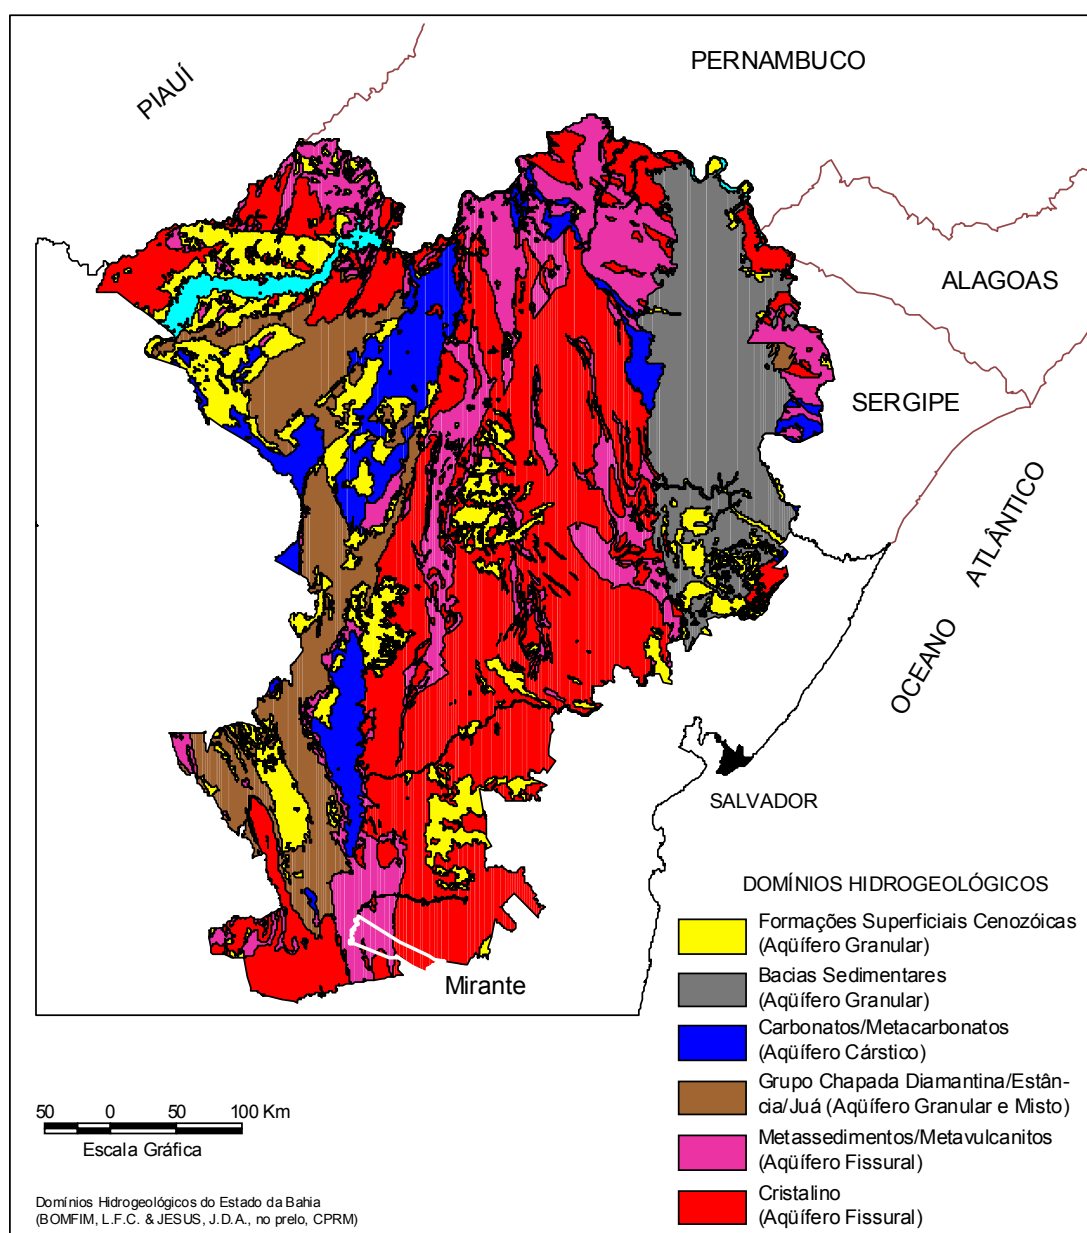 PERNAMBUCO
PIAUÍ
ALAGOAS
SERGIPE
OCEANO ATLÂNTICO
SALVADOR
Mirante
DOMÍNIOS HIDROGEOLÓGICOS
Formações Superficiais Cenozóicas
(Aqüífero Granular)
Bacias Sedimentares
(Aqüífero Granular)
Carbonatos/Metacarbonatos
(Aqüífero Cárstico)
Grupo Chapada Diamantina/Estân-
cia/Juá (Aqüífero Granular e Misto)
Metassedimentos/Metavulcanitos
(Aqüífero Fissural)
Cristalino
(Aqüífero Fissural)
50 0 50 100 Km
Escala Gráfica
Domínios Hidrogeológicos do Estado da Bahia
(BOMFIM, L.F.C. & JESUS, J.D.A., no prelo, CPRM)